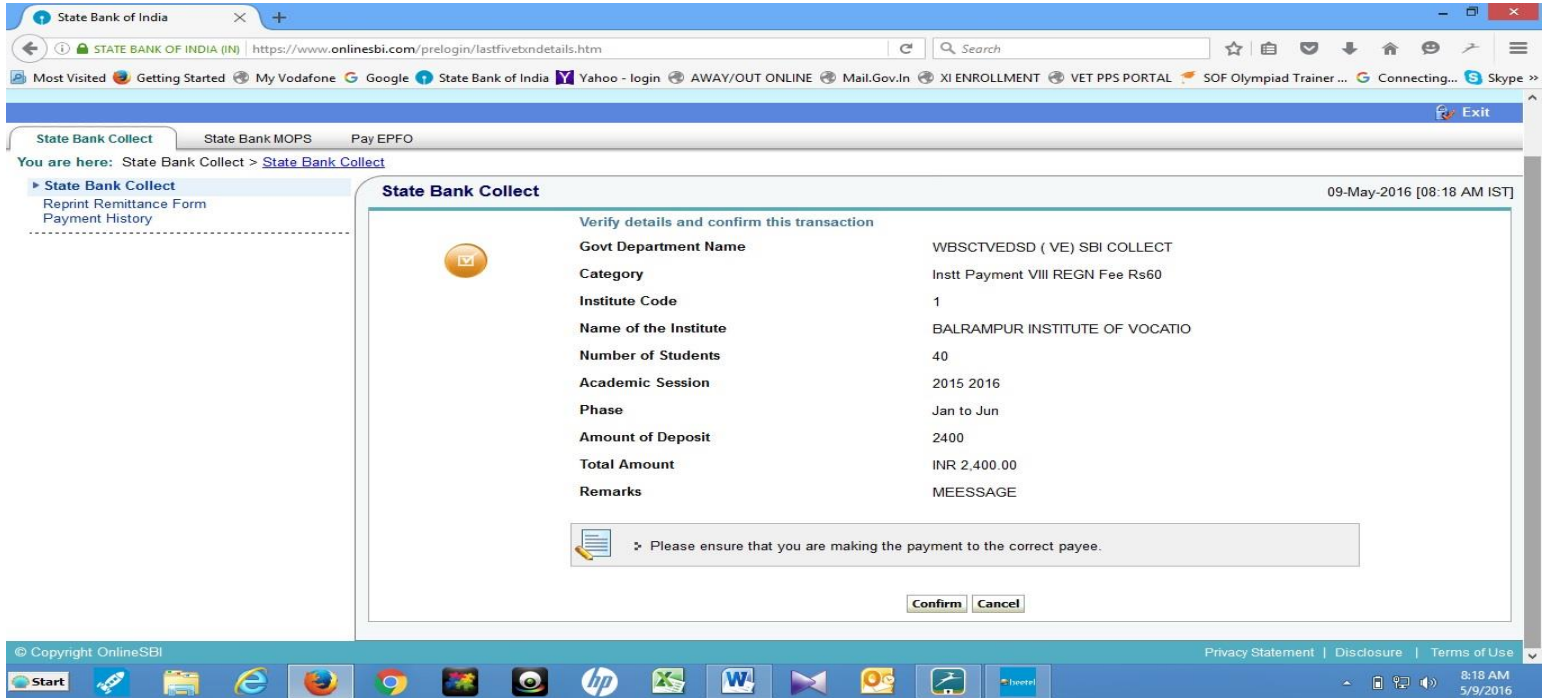 State Bank of India
STATE BANK OF INDIA (IN) https://www.onlinesbi.com/prelogin/lastfivetxndetails.htm Search
Most Visited Getting Started My Vodafone Google State Bank of India Yahoo - login AWAY/OUT ONLINE Mail.Gov.In XI ENROLLMENT VET PPS PORTAL SOF Olympiad Trainer ... Connecting... Skype »
Exit
State Bank Collect State Bank MOPS Pay EPFO
You are here: State Bank Collect > State Bank Collect
State Bank Collect
Reprint Remittance Form
Payment History
State Bank Collect 09-May-2016 [08:18 AM IST]
Verify details and confirm this transaction
Govt Department Name WBSCTVEDSD ( VE) SBI COLLECT
Category Instt Payment VIII REGN Fee Rs60
Institute Code 1
Name of the Institute BALRAMPUR INSTITUTE OF VOCATIO
Number of Students 40
Academic Session 2015 2016
Phase Jan to Jun
Amount of Deposit 2400
Total Amount INR 2,400.00
Remarks MEESSAGE
Please ensure that you are making the payment to the correct payee.
Confirm Cancel
© Copyright OnlineSBI Privacy Statement | Disclosure | Terms of Use
Start hp beetel 8:18 AM
5/9/2016